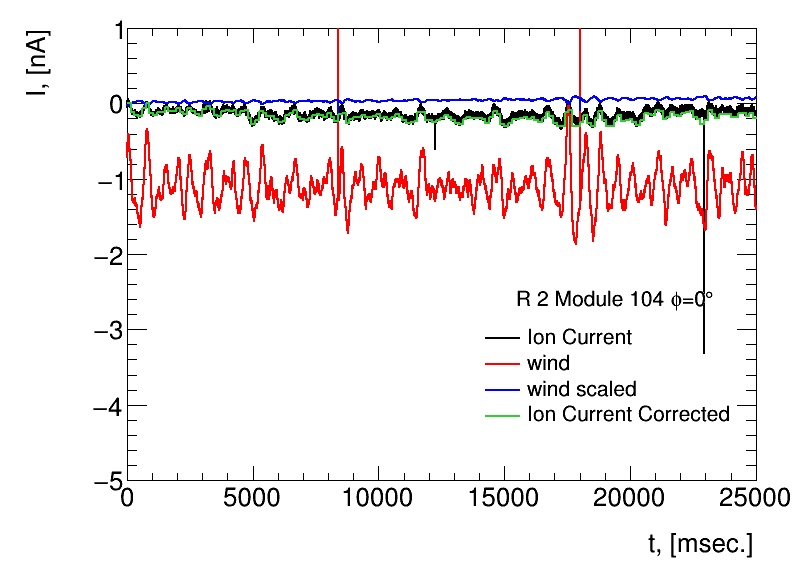 I, [nA]
1
0
−1
−2
−3
−4
−5
R 2 Module 104 ϕ=0°
Ion Current
wind
wind scaled
Ion Current Corrected
0 5000 10000 15000 20000 25000
t, [msec.]